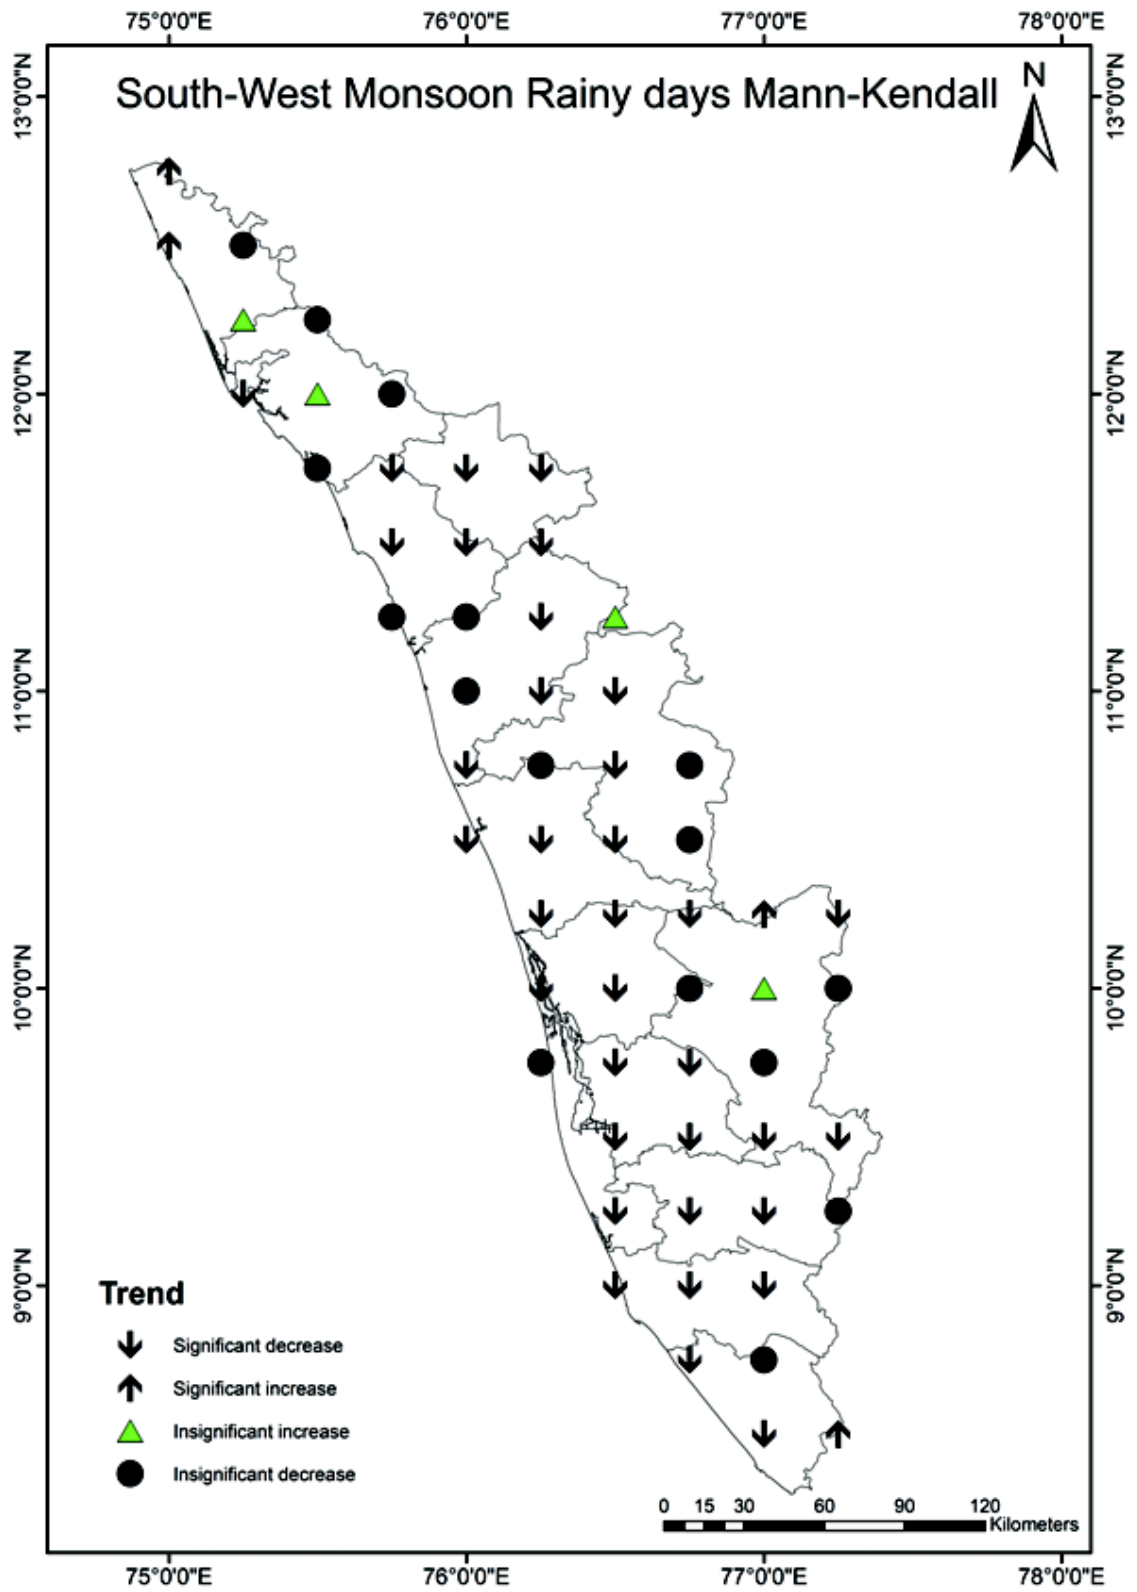 75°0'0"E 76°0'0"E 77°0'0"E 78°0'0"E
South-West Monsoon Rainy days Mann-Kendall
N
13°0'0"N 13°0'0"N
12°0'0"N 12°0'0"N
11°0'0"N 11°0'0"N
10°0'0"N 10°0'0"N
9°0'0"N 9°0'0"N
Trend
Significant decrease
Significant increase
Insignificant increase
Insignificant decrease
0 15 30 60 90 120
Kilometers
75°0'0"E 76°0'0"E 77°0'0"E 78°0'0"E